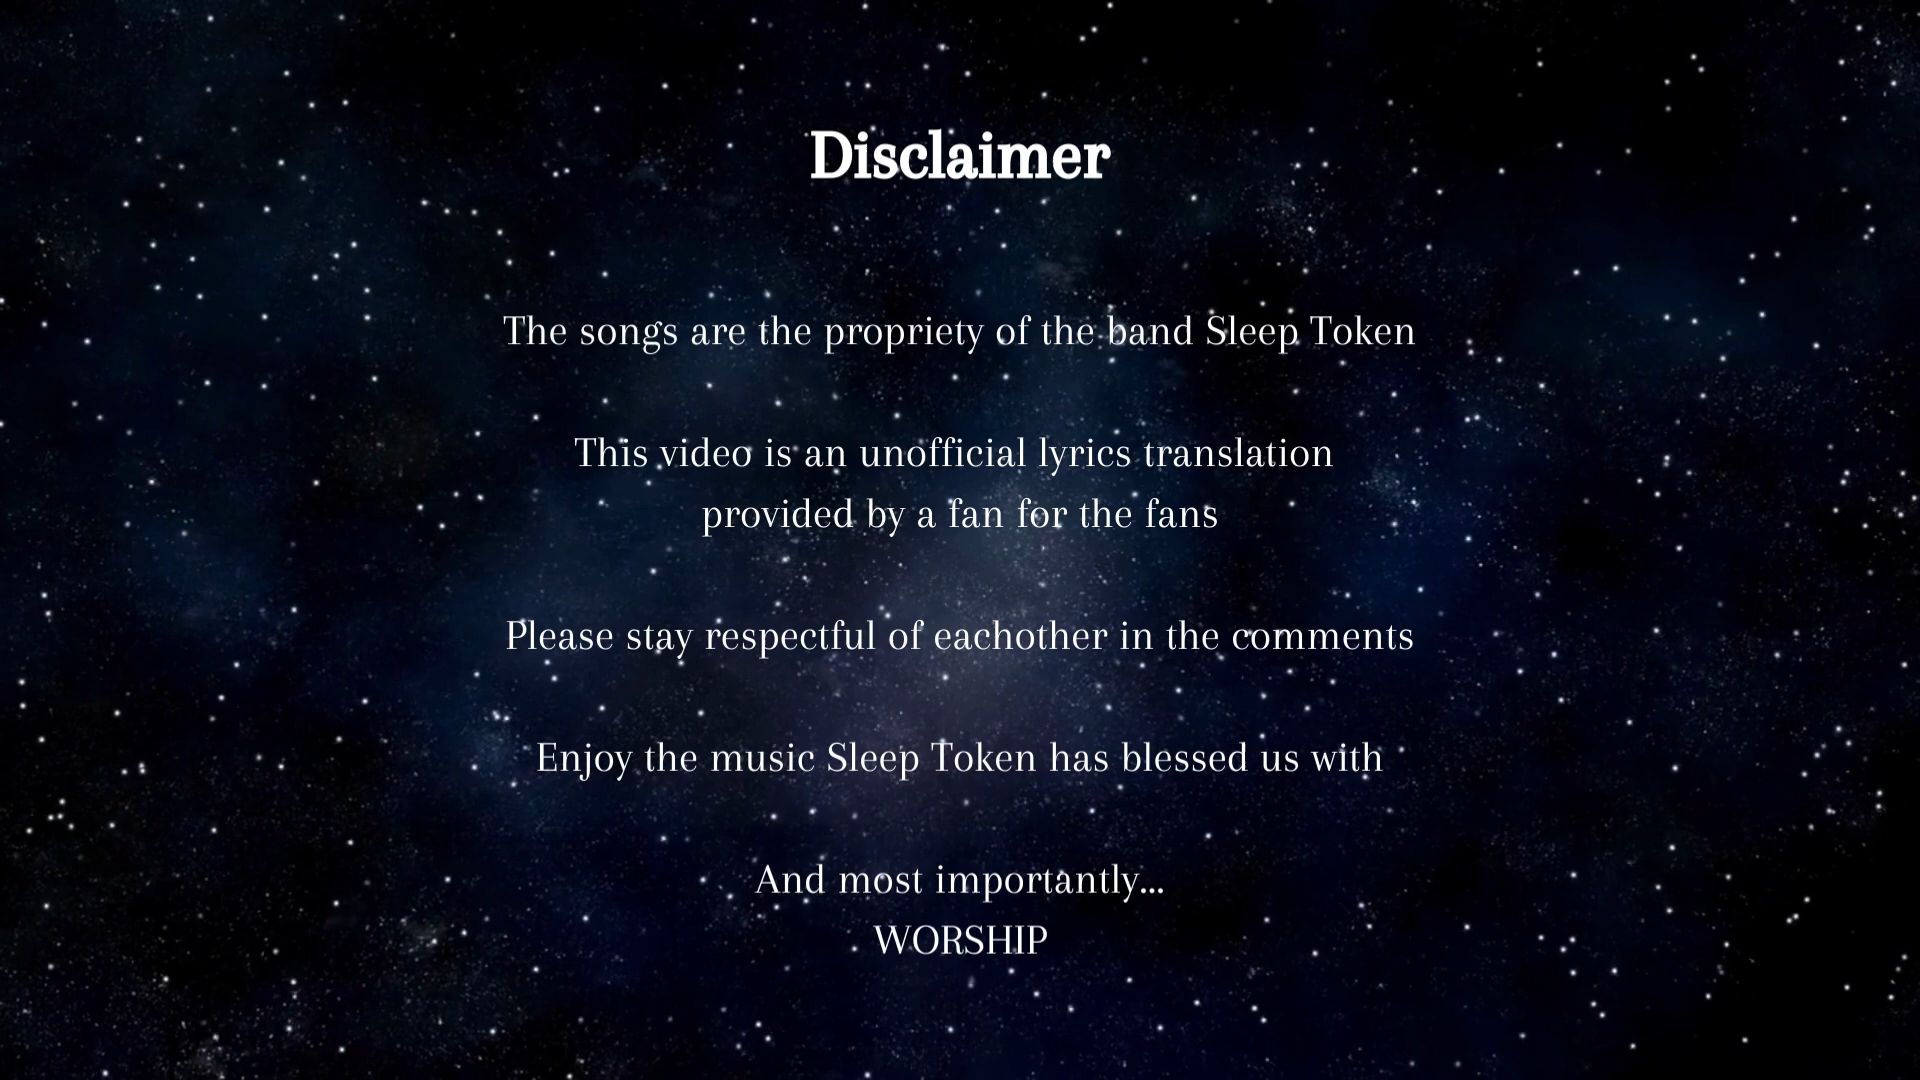 Disclaimer
The songs are the propriety of the band Sleep Token
This video is an unofficial lyrics translation
provided by a fan for the fans
Please stay respectful of eachother in the comments
Enjoy the music Sleep Token has blessed us with
And most importantly...
WORSHIP